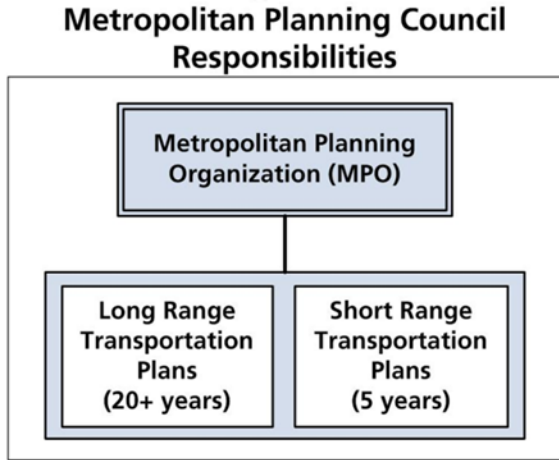 Metropolitan Planning Council
Responsibilities
Metropolitan Planning
Organization (MPO)
Long Range
Transportation
Plans
(20+ years)
Short Range
Transportation
Plans
(5 years)